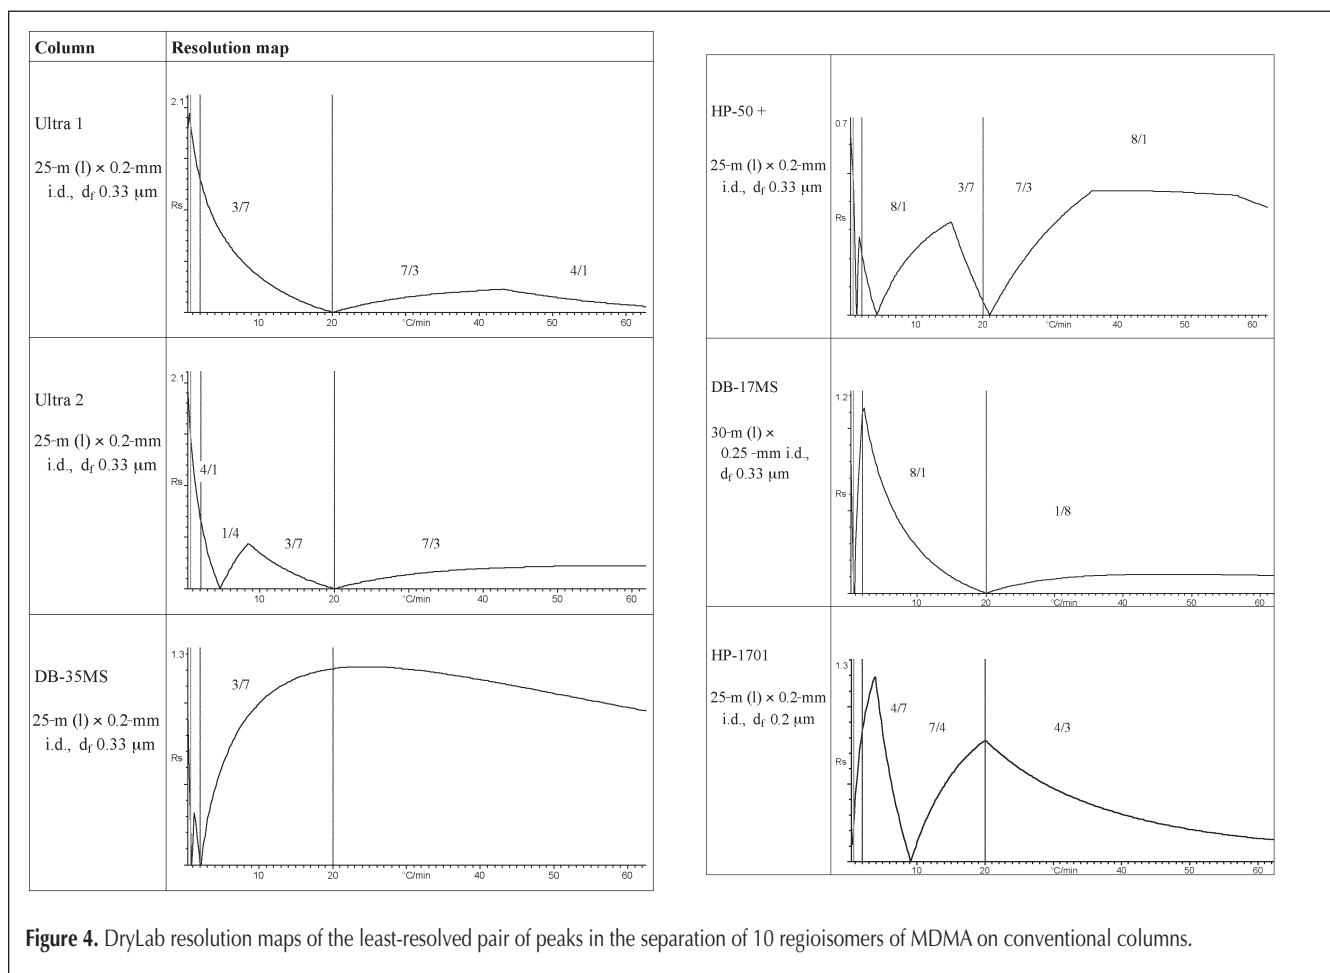 Column Resolution map
Ultra 1
25-m (l) × 0.2-mm
i.d., df 0.33 µm
2.1
Rs
3/7
7/3
4/1
10 20 °C/min 40 50 60
Ultra 2
25-m (l) × 0.2-mm
i.d., df 0.33 µm
2.1
Rs
4/1
1/4
3/7
7/3
10 20 °C/min 40 50 60
DB-35MS
25-m (l) × 0.2-mm
i.d., df 0.33 µm
1.3
Rs
3/7
10 20 °C/min 40 50 60
HP-50 +
25-m (l) × 0.2-mm
i.d., df 0.33 µm
0.7
Rs
8/1
3/7
7/3
8/1
10 20 °C/min 40 50 60
DB-17MS
30-m (l) ×
0.25 -mm i.d.,
df 0.33 µm
1.2
Rs
8/1
1/8
10 20 °C/min 40 50 60
HP-1701
25-m (l) × 0.2-mm
i.d., df 0.2 µm
1.3
Rs
4/7
7/4
4/3
10 20 °C/min 40 50 60
Figure 4. DryLab resolution maps of the least-resolved pair of peaks in the separation of 10 regioisomers of MDMA on conventional columns.